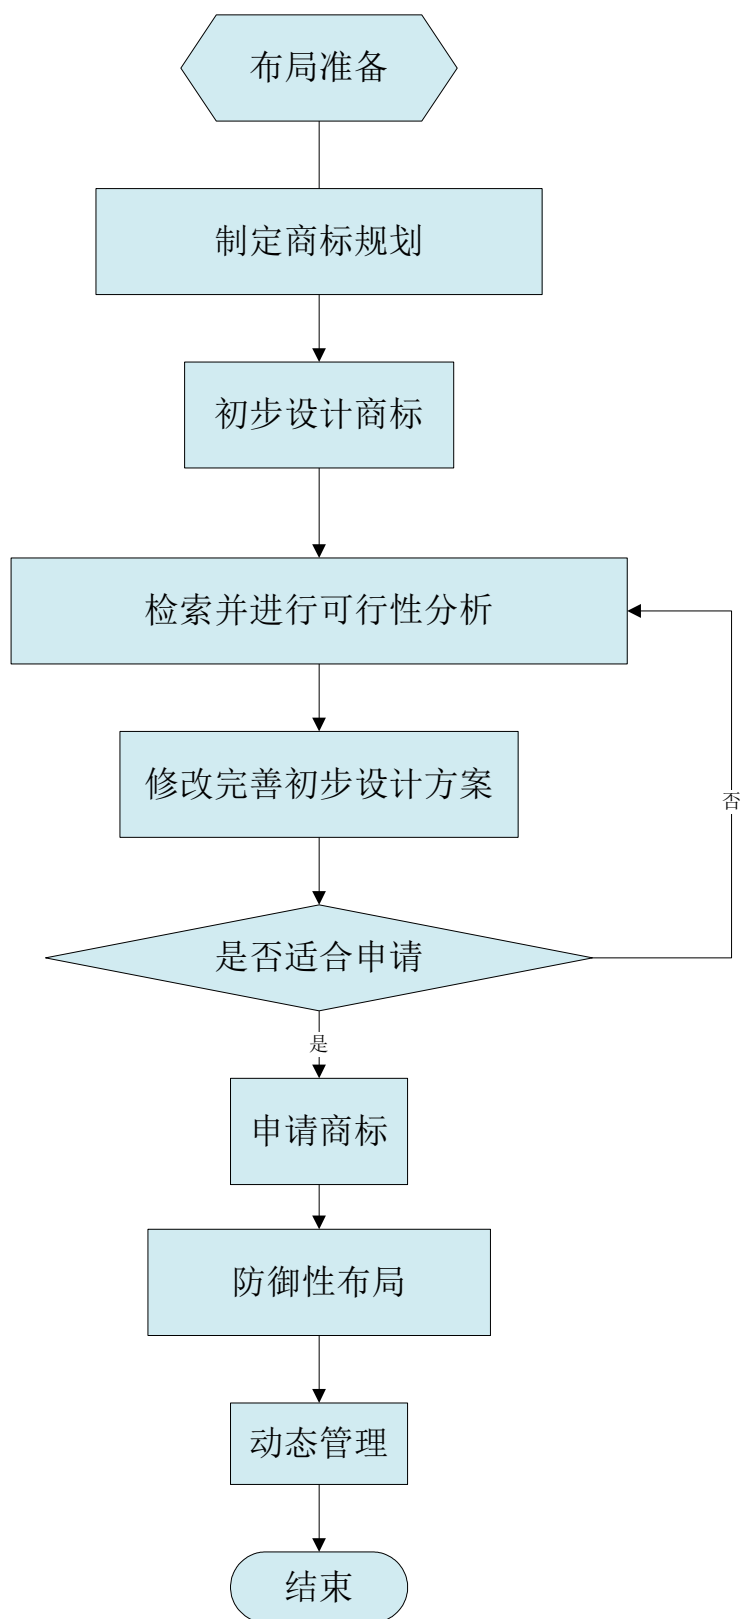 布局准备
制定商标规划
初步设计商标
检索并进行可行性分析
修改完善初步设计方案
否
是否适合申请
是
申请商标
防御性布局
动态管理
结束